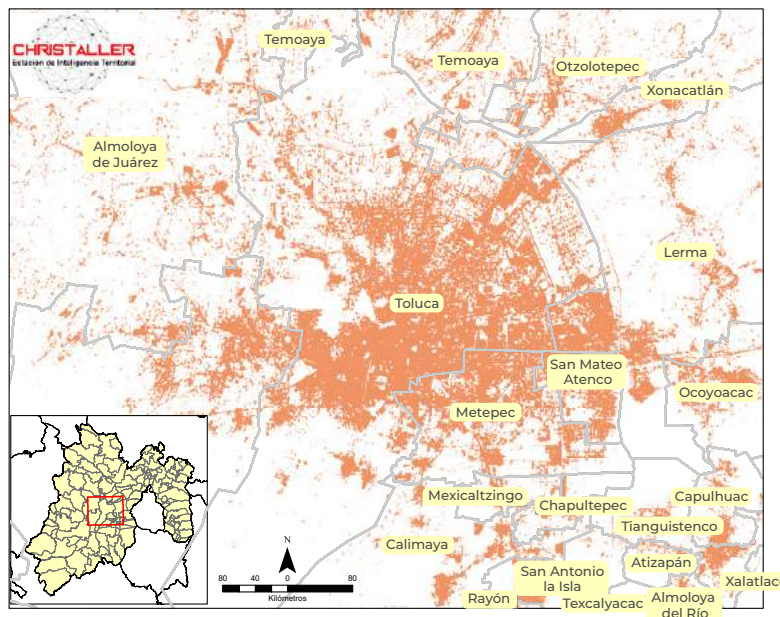 CHRISTALLER
Estación de Inteligencia Territorial
Temoaya
Temoaya
Otzolotepec
Xonacatlán
Almoloya
de Juárez
Lerma
Toluca
San Mateo
Atenco
Ocoyoacac
Metepec
Mexicaltzingo
Chapultepec
Capulhuac
Tianguistenco
Calimaya
San Antonio
la Isla
Atizapán
Xalatlaco
Rayón
Texcalyacac
Almoloya
del Río
N
80 40 0 80
Kilómetros